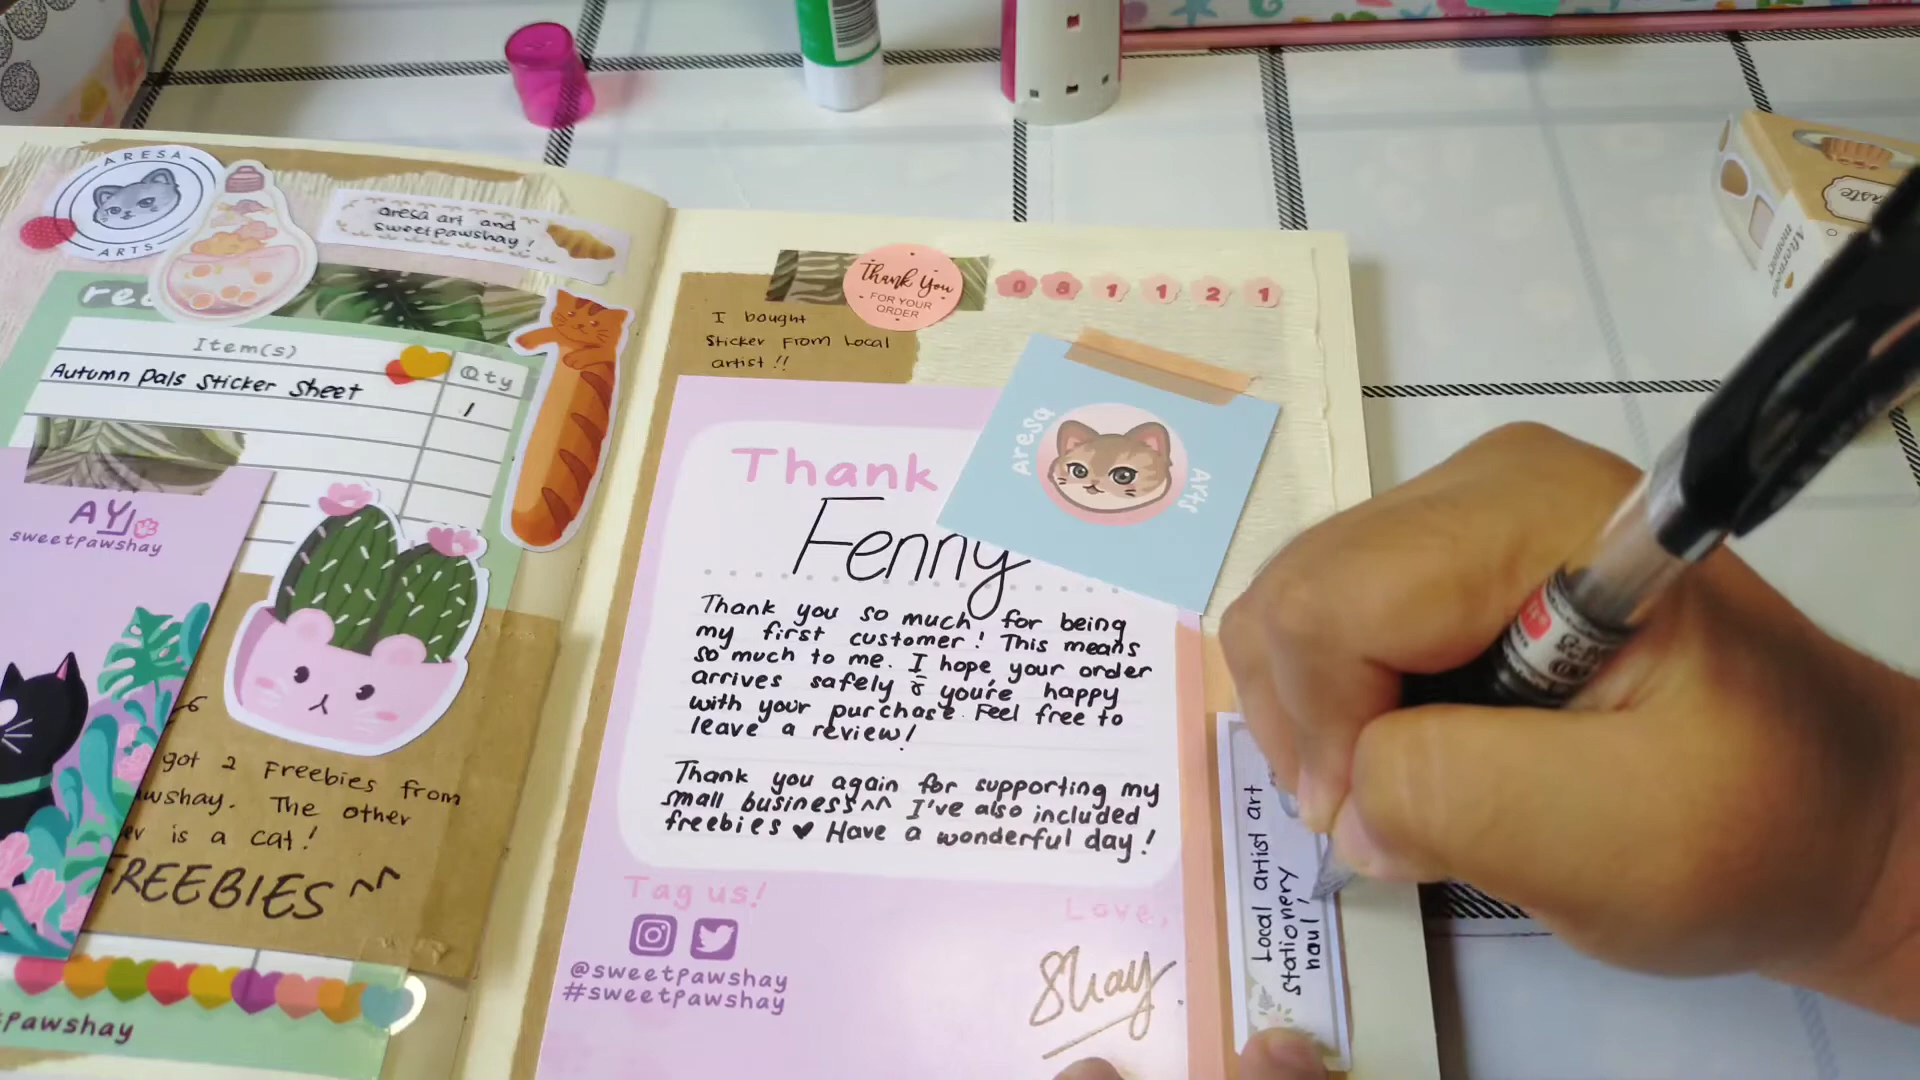 ARESA
ARTS
aresa art and
sweetpawshay!
Item(s)
Qty
Autumn Pals Sticker Sheet
1
AY
sweetpawshay
got 2 Freebies from
The other
is a cat!
FREEBIES ^^
Thank You
FOR YOUR
ORDER
0 8 1 1 2 1
I bought
Sticker From Local
artist!!
Aresa
Arts
Thank
Fenny
Thank you so much for being
my first customer! This means
so much to me. I hope your order
arrives safely & you're happy
with your purchase. Feel free to
leave a review!
Thank you again for supporting my
small business^^ I've also included
freebies ♥ Have a wonderful day!
Tag us!
@sweetpawshay
#sweetpawshay
Love,
Shay
Local artist art
stationery
haul!